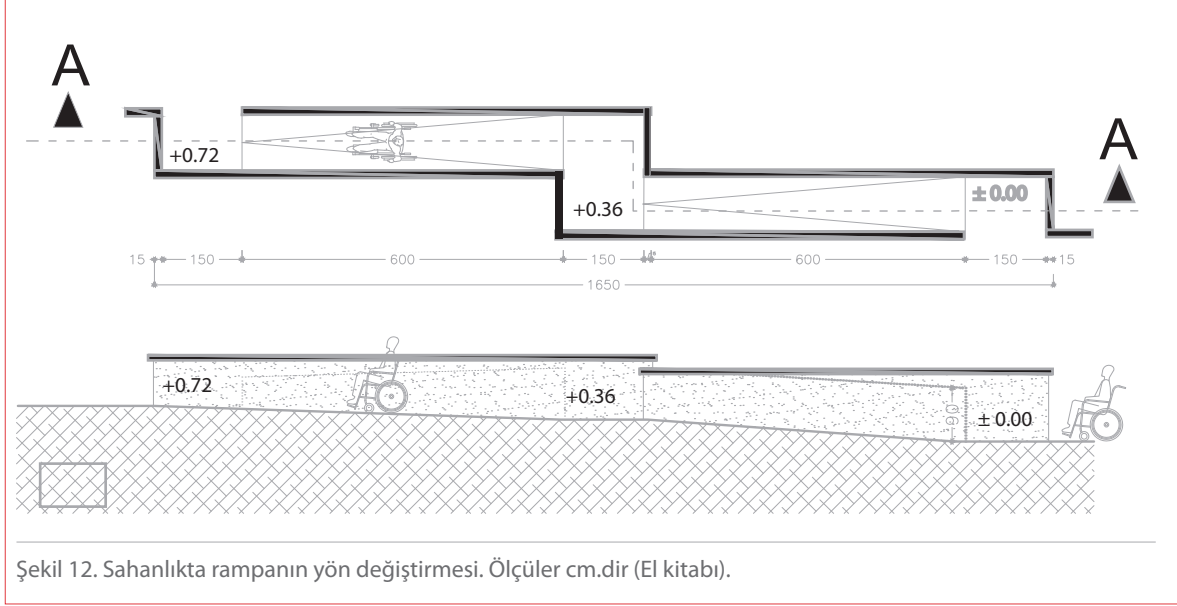 A
A
+0.72
± 0.00
+0.36
15 150 600 150 600 150 15
1650
+0.72
+0.36
± 0.00
Şekil 12. Sahanlıkta rampanın yön değiştirmesi. Ölçüler cm.dir (El kitabı).